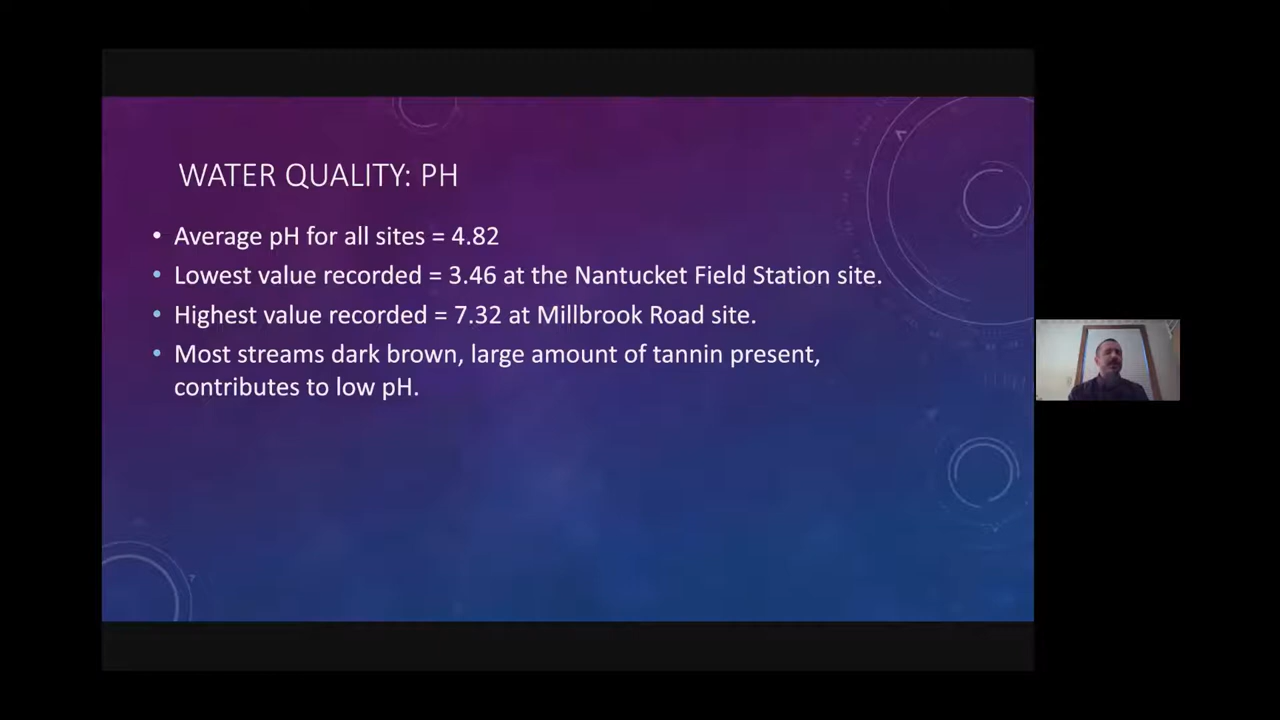 WATER QUALITY: PH
• Average pH for all sites = 4.82
• Lowest value recorded = 3.46 at the Nantucket Field Station site.
• Highest value recorded = 7.32 at Millbrook Road site.
• Most streams dark brown, large amount of tannin present,
contributes to low pH.